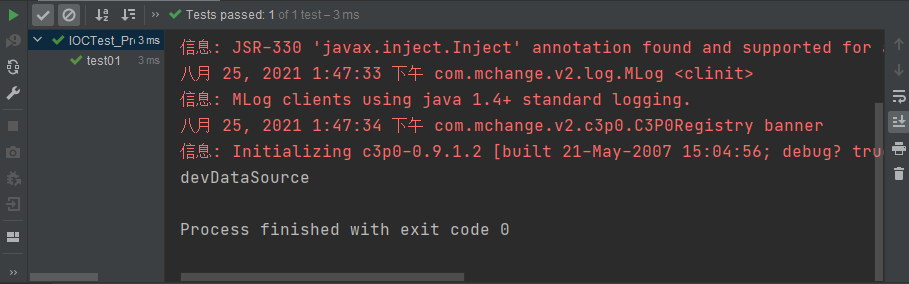 Tests passed: 1 of 1 test – 3 ms
IOCTest_Pro 3 ms
test01 3 ms
信息: JSR-330 'javax.inject.Inject' annotation found and supported for
八月 25, 2021 1:47:33 下午 com.mchange.v2.log.MLog <clinit>
信息: MLog clients using java 1.4+ standard logging.
八月 25, 2021 1:47:34 下午 com.mchange.v2.c3p0.C3P0Registry banner
信息: Initializing c3p0-0.9.1.2 [built 21-May-2007 15:04:56; debug? true
devDataSource
Process finished with exit code 0